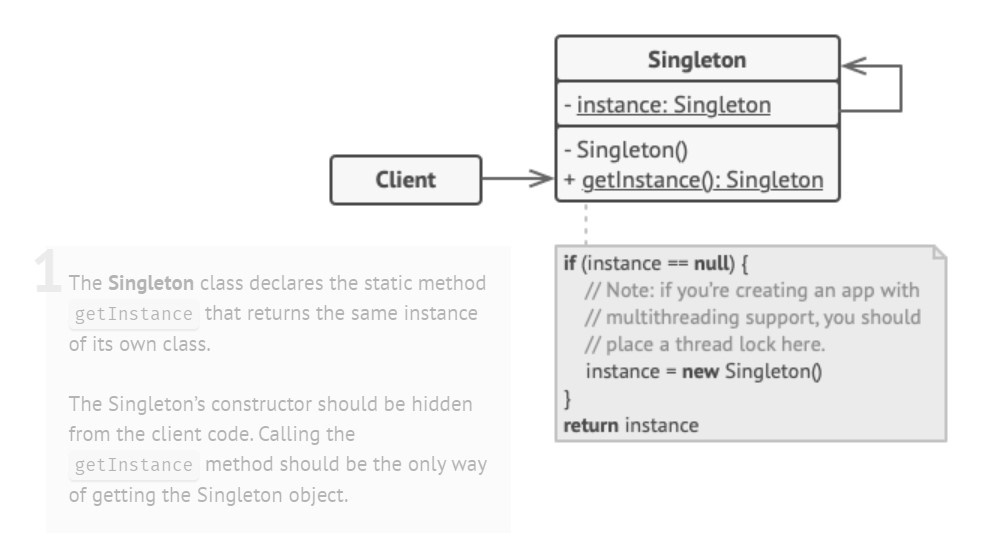 Singleton
- instance: Singleton
- Singleton()
+ getInstance(): Singleton
Client
1
The Singleton class declares the static method
getInstance that returns the same instance
of its own class.
The Singleton’s constructor should be hidden
from the client code. Calling the
getInstance method should be the only way
of getting the Singleton object.
if (instance == null) {
// Note: if you’re creating an app with
// multithreading support, you should
// place a thread lock here.
instance = new Singleton()
}
return instance